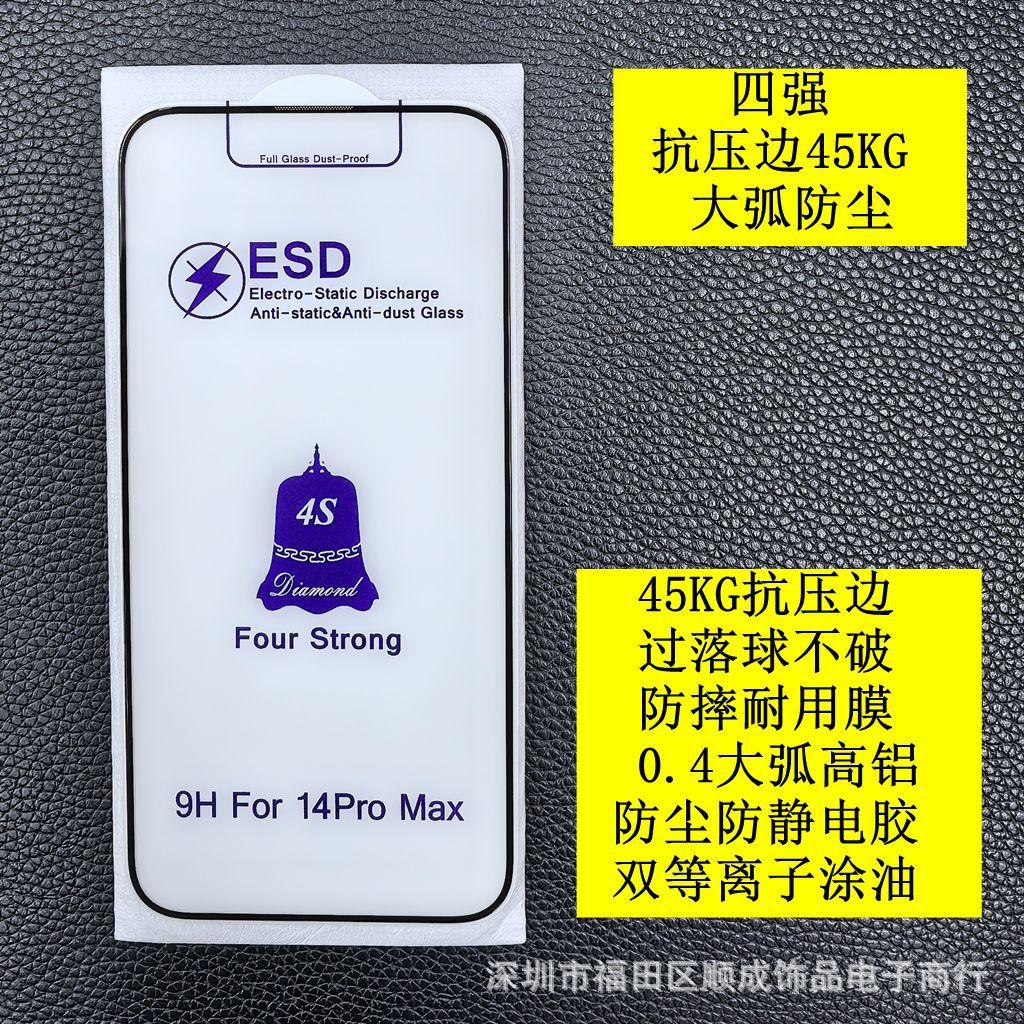 四强
抗压边45KG
大弧防尘
Full Glass Dust-Proof
ESD
Electro-Static Discharge
Anti-static&Anti-dust Glass
4S
Diamond
Four Strong
9H For 14Pro Max
45KG抗压边
过落球不破
防摔耐用膜
0.4大弧高铝
防尘防静电胶
双等离子涂油
深圳市福田区顺成饰品电子商行